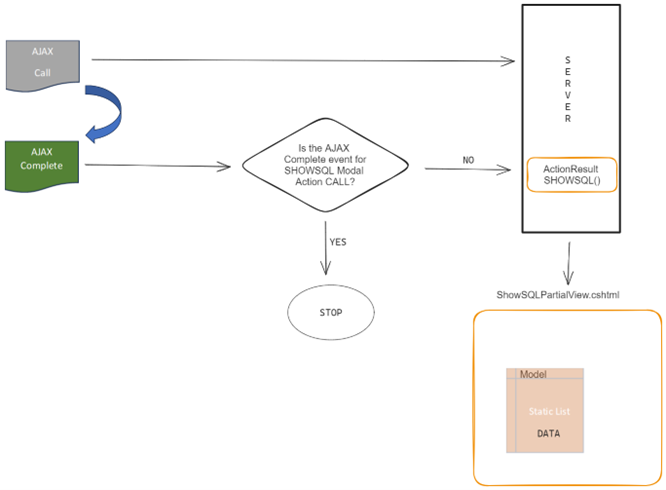 AJAX
Call
S
E
R
V
E
R
AJAX
Complete
Is the AJAX
Complete event for
SHOWSQL Modal
Action CALL?
NO
ActionResult
SHOWSQL()
YES
STOP
ShowSQLPartialView.cshtml
Model
Static List
DATA